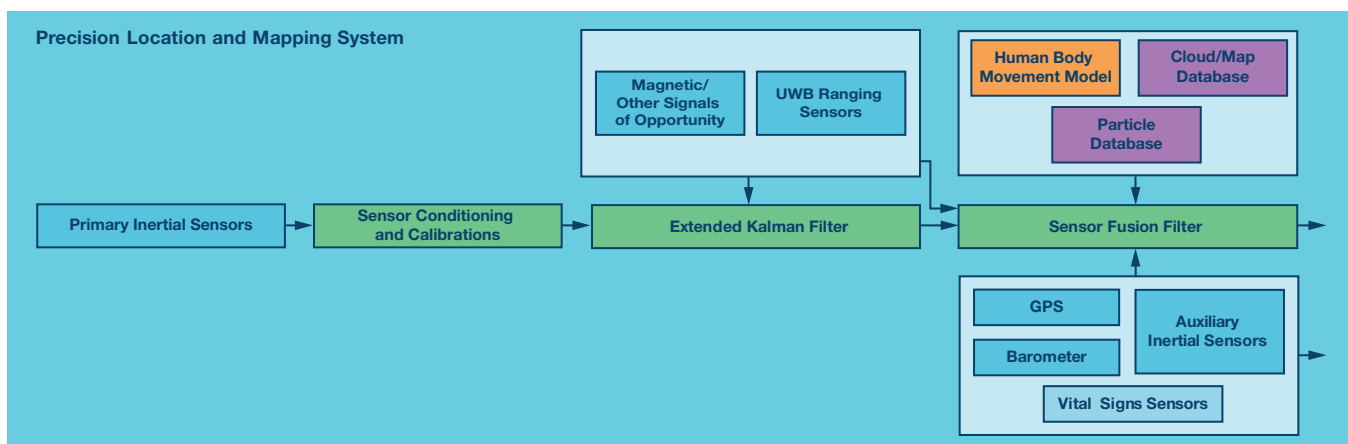 Precision Location and Mapping System
Magnetic/
Other Signals
of Opportunity
UWB Ranging
Sensors
Human Body
Movement Model
Cloud/Map
Database
Particle
Database
Primary Inertial Sensors
Sensor Conditioning
and Calibrations
Extended Kalman Filter
Sensor Fusion Filter
GPS
Barometer
Auxiliary
Inertial Sensors
Vital Signs Sensors